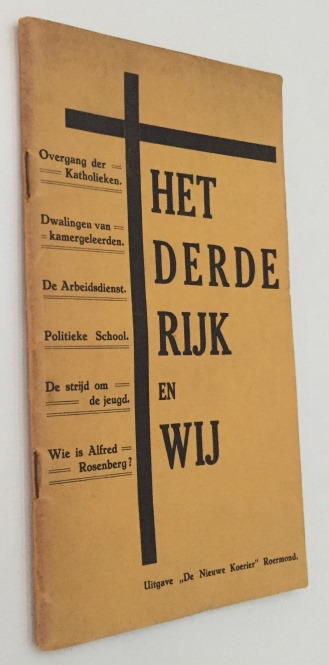 Overgang der
Katholieken.
Dwalingen van
kamergeleerden.
De Arbeidsdienst.
Politieke School.
De strijd om
de jeugd.
Wie is Alfred
Rosenberg?
HET
DERDE
RIJK
EN
WIJ
Uitgave „De Nieuwe Koerier" Roermond.